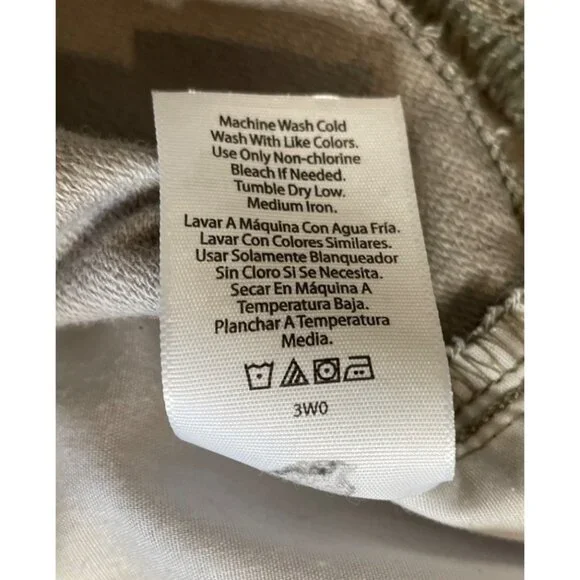 Machine Wash Cold
Wash With Like Colors.
Use Only Non-chlorine
Bleach If Needed.
Tumble Dry Low.
Medium Iron.
Lavar A Máquina Con Agua Fría.
Lavar Con Colores Similares.
Usar Solamente Blanqueador
Sin Cloro Si Se Necesita.
Secar En Máquina A
Temperatura Baja.
Planchar A Temperatura
Media.
3W0